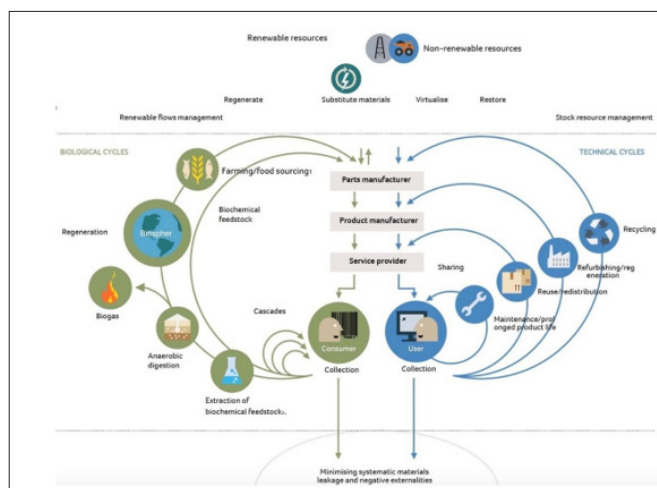 Renewable resources
Non-renewable resources
Regenerate
Substitute materials
Virtualise
Restore
Renewable flows management
Stock resource management
BIOLOGICAL CYCLES
TECHNICAL CYCLES
Farming/food sourcing1
Parts manufacturer
Recycling
Biochemical
feedstock
Product manufacturer
Regeneration
Biospher
Service provider
Sharing
Refurbishing/reg
eneration
Reuse/redistribution
Biogas
Cascades
Maintenance/prol
onged product life
Anaerobic
digestion
Consumer
User
Collection
Collection
Extraction of
biochemical feedstock2.
Minimising systematic materials
leakage and negative externalities